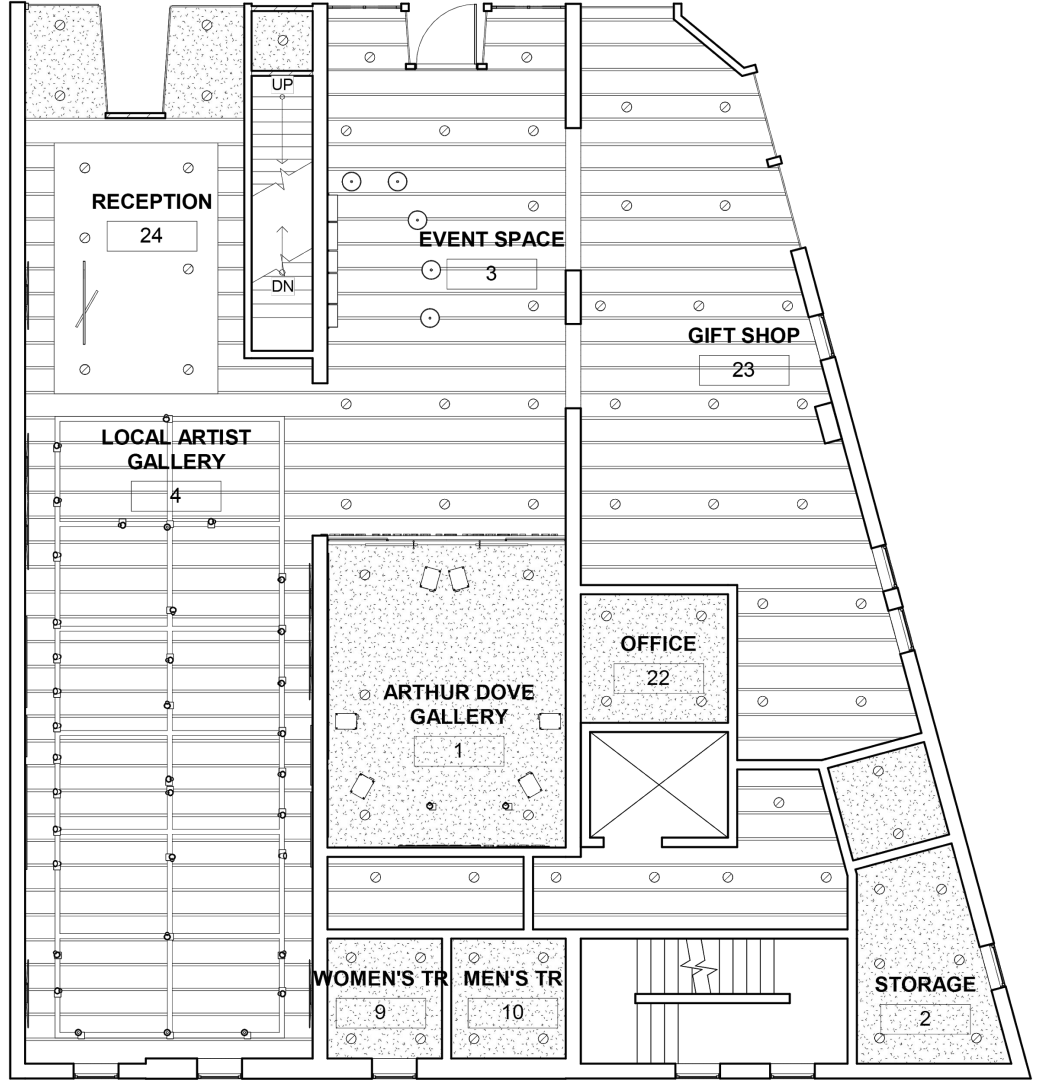 UP
RECEPTION
24
EVENT SPACE
3
DN
GIFT SHOP
23
LOCAL ARTIST
GALLERY
4
OFFICE
22
ARTHUR DOVE
GALLERY
1
WOMEN'S TR
9
MEN'S TR
10
STORAGE
2